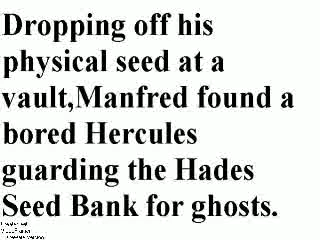 Dropping off his
physical seed at a
vault,Manfred found a
bored Hercules
guarding the Hades
Seed Bank for ghosts.